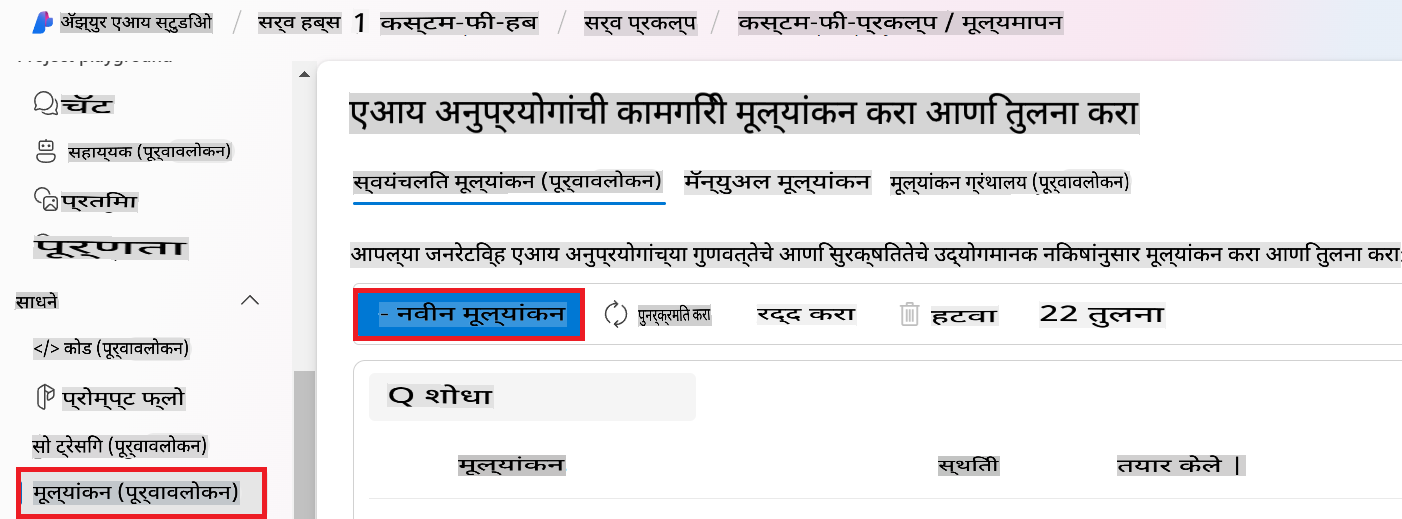 ॲझ्युर एआय स्टुडिओ / सर्व हब्स 1 कस्टम-फी-हब / सर्व प्रकल्प / कस्टम-फी-प्रकल्प / मूल्यमापन
Project playground
चॅट
सहाय्यक (पूर्वावलोकन)
प्रतिमा
पूर्णता
साधने
</> कोड (पूर्वावलोकन)
प्रोम्प्ट फ्लो
सो ट्रेसिंग (पूर्वावलोकन)
मूल्यांकन (पूर्वावलोकन)
एआय अनुप्रयोगांची कामगिरी मूल्यांकन करा आणि तुलना करा
स्वयंचलित मूल्यांकन (पूर्वावलोकन) मॅन्युअल मूल्यांकन मूल्यांकन ग्रंथालय (पूर्वावलोकन)
आपल्या जनरेटिव्ह एआय अनुप्रयोगांच्या गुणवत्तेचे आणि सुरक्षिततेचे उद्योगमानक निकषांनुसार मूल्यांकन करा आणि तुलना करा
- नवीन मूल्यांकन पुनर्क्रमित करा रद्द करा हटवा 22 तुलना
Q शोधा
मूल्यांकन स्थिती तयार केले |